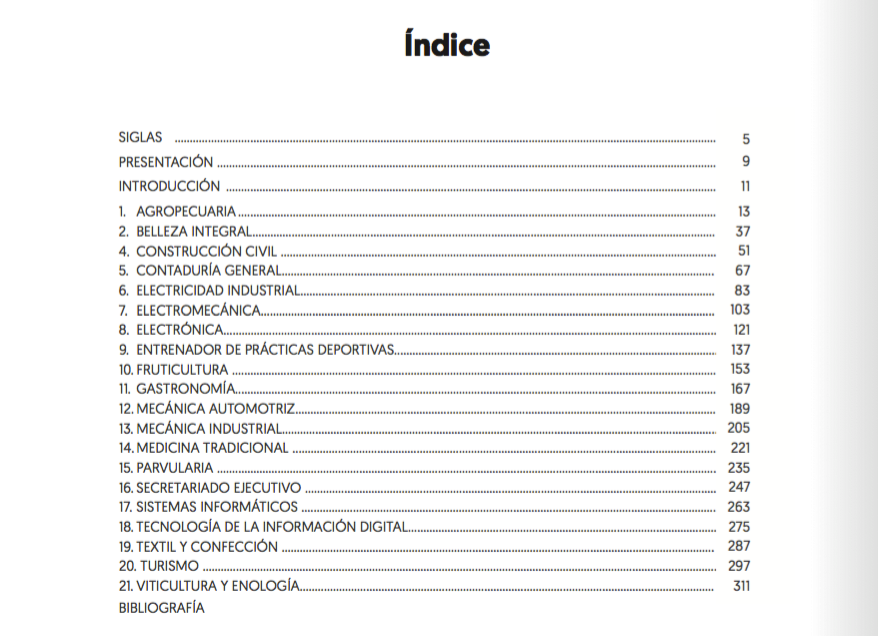 Índice
SIGLAS ........ 5
PRESENTACIÓN ........ 9
INTRODUCCIÓN ........ 11
1. AGROPECUARIA ........ 13
2. BELLEZA INTEGRAL ........ 37
4. CONSTRUCCIÓN CIVIL ........ 51
5. CONTADURÍA GENERAL ........ 67
6. ELECTRICIDAD INDUSTRIAL ........ 83
7. ELECTROMECÁNICA ........ 103
8. ELECTRÓNICA ........ 121
9. ENTRENADOR DE PRÁCTICAS DEPORTIVAS ........ 137
10. FRUTICULTURA ........ 153
11. GASTRONOMÍA ........ 167
12. MECÁNICA AUTOMOTRIZ ........ 189
13. MECÁNICA INDUSTRIAL ........ 205
14. MEDICINA TRADICIONAL ........ 221
15. PARVULARIA ........ 235
16. SECRETARIADO EJECUTIVO ........ 247
17. SISTEMAS INFORMÁTICOS ........ 263
18. TECNOLOGÍA DE LA INFORMACIÓN DIGITAL ........ 275
19. TEXTIL Y CONFECCIÓN ........ 287
20. TURISMO ........ 297
21. VITICULTURA Y ENOLOGÍA ........ 311
BIBLIOGRAFÍA